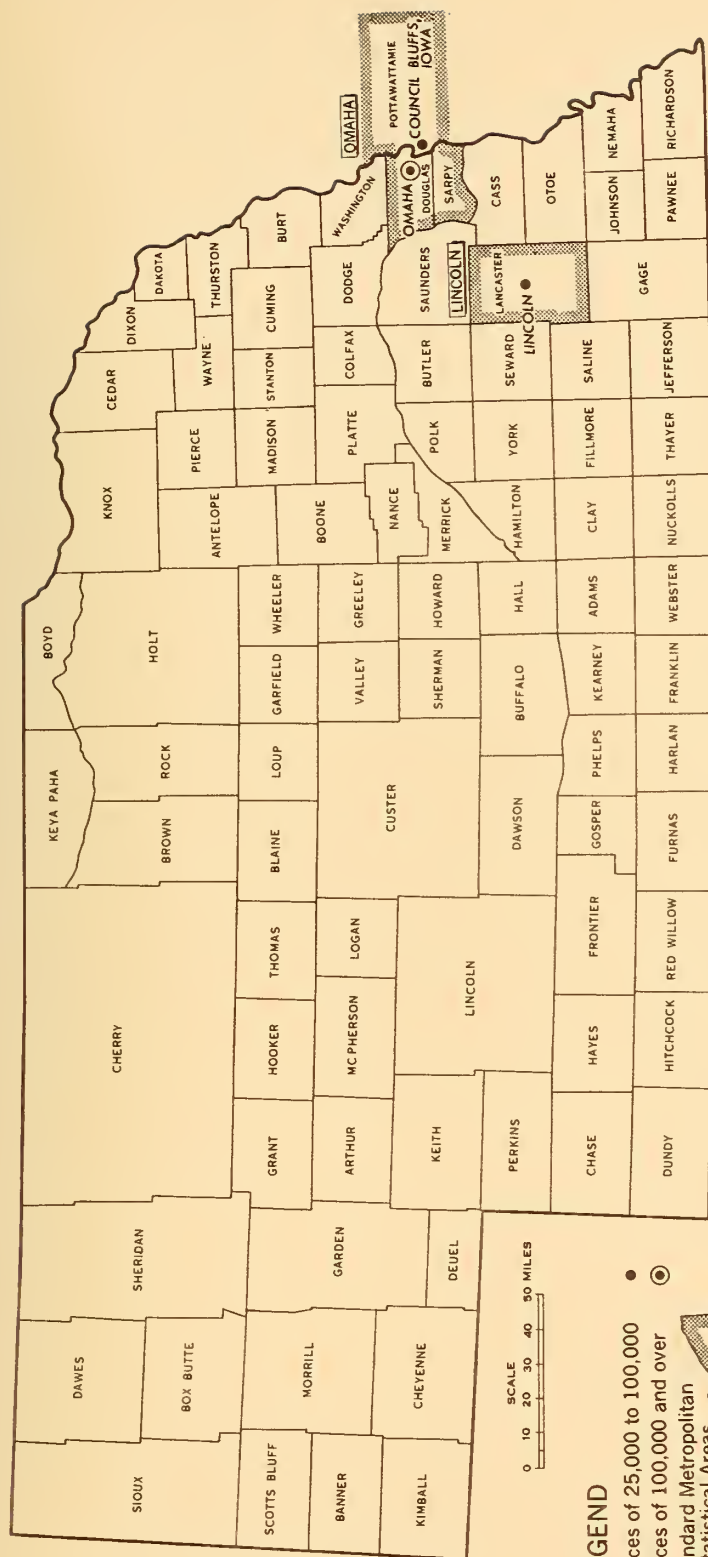 KEYA PAHA
BOYD
DAWES
SHERIDAN
CHERRY
KNOX
CEDAR
DIXON
DAKOTA
SIOUX
BOX BUTTE
BROWN
ROCK
HOLT
ANTELOPE
PIERCE
WAYNE
THURSTON
SCOTTS BLUFF
MORRILL
GARDEN
GRANT
HOOKER
THOMAS
BLAINE
LOUP
GARFIELD
WHEELER
BOONE
MADISON
STANTON
CUMING
BURT
BANNER
ARTHUR
MC PHERSON
LOGAN
CUSTER
VALLEY
GREELEY
NANCE
PLATTE
COLFAX
DODGE
WASHINGTON
OMAHA
POTTAWATTAMIE
COUNCIL BLUFFS,
IOWA
KIMBALL
CHEYENNE
DEUEL
KEITH
LINCOLN
SHERMAN
HOWARD
MERRICK
POLK
BUTLER
SAUNDERS
OMAHA
DOUGLAS
SARPY
LINCOLN
PERKINS
DAWSON
BUFFALO
HALL
HAMILTON
YORK
SEWARD
LANCASTER
LINCOLN
CASS
OTOE
CHASE
HAYES
FRONTIER
GOSPER
PHELPS
KEARNEY
ADAMS
CLAY
FILLMORE
SALINE
GAGE
JOHNSON
NEMAHA
DUNDY
HITCHCOCK
RED WILLOW
FURNAS
HARLAN
FRANKLIN
WEBSTER
NUCKOLLS
THAYER
JEFFERSON
PAWNEE
RICHARDSON
SCALE
0 10 20 30 40 50 MILES
GEND
ces of 25,000 to 100,000
ces of 100,000 and over
ndard Metropolitan
atistical Areas